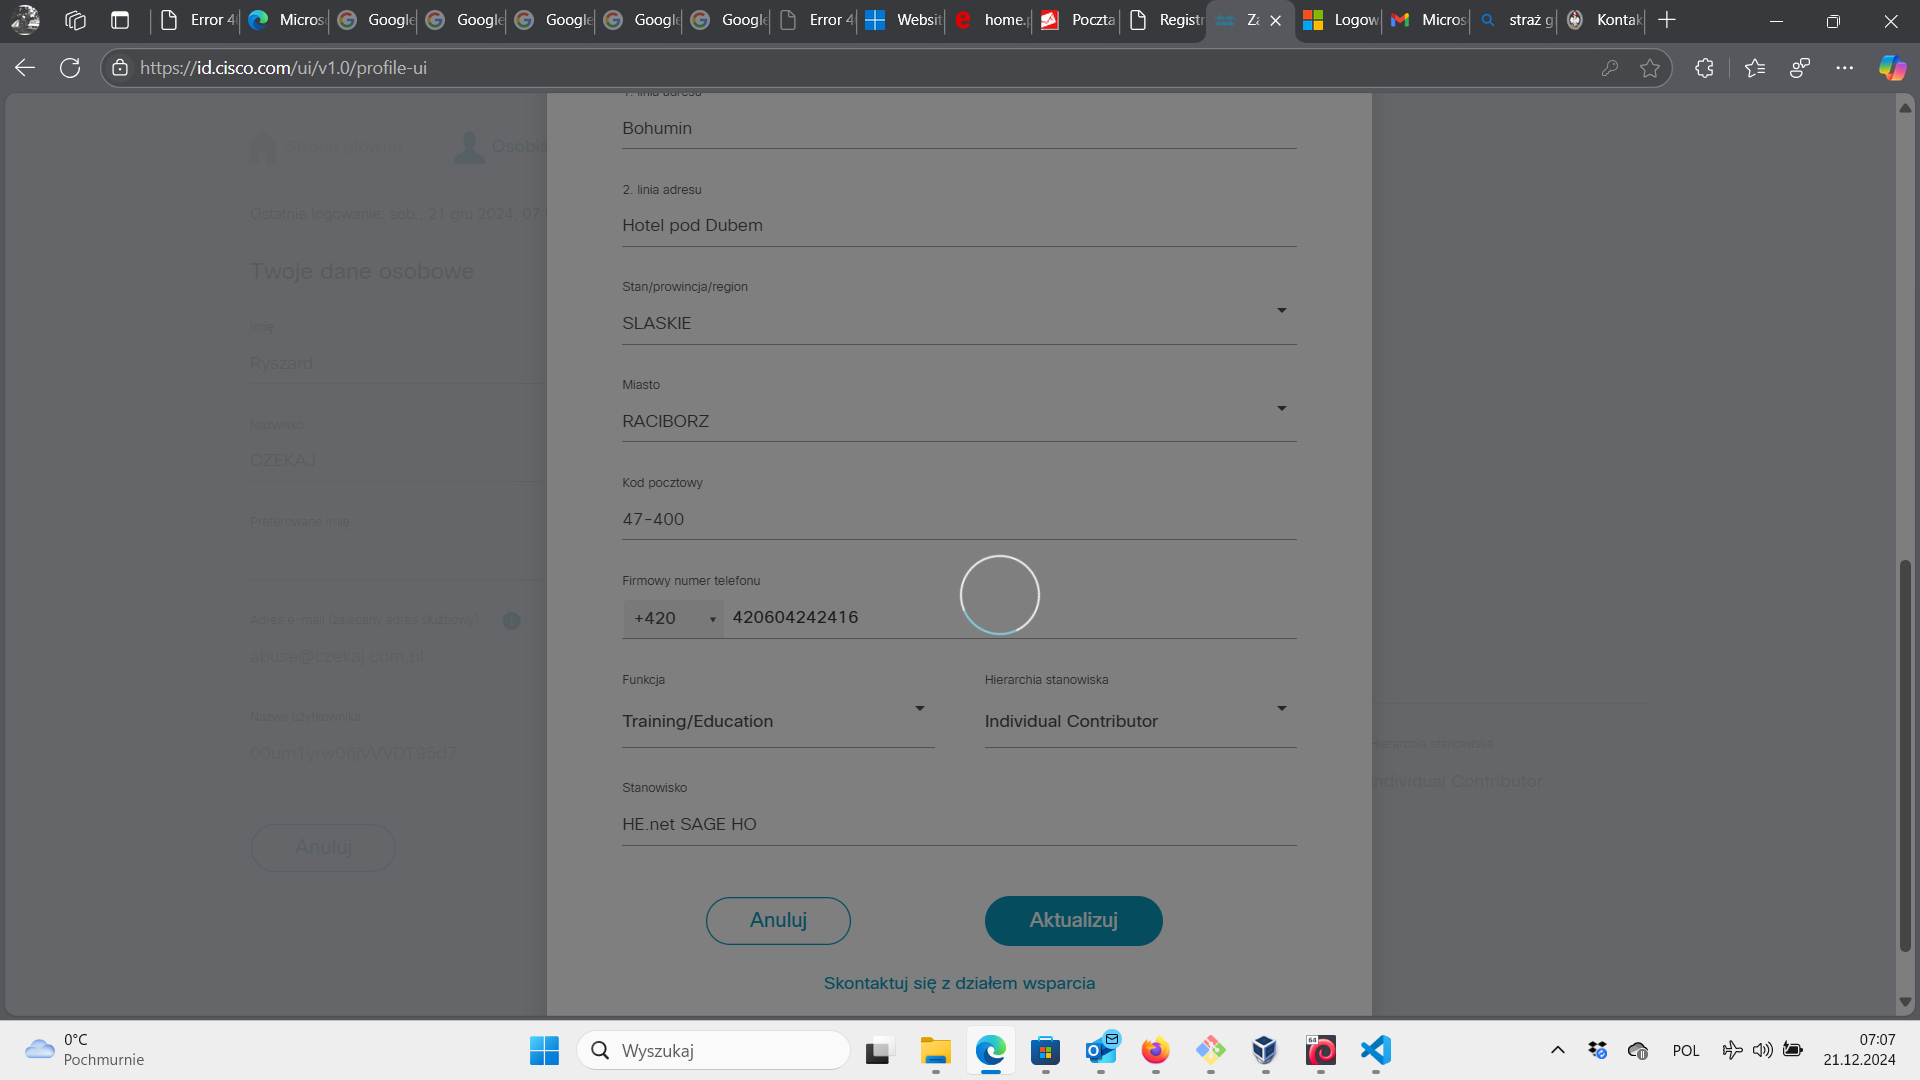 Error 4
Micros
Google
Google
Google
Google
Google
Error 4
Websit
home.p
Poczta
Registr
Za
Logow
Micros
straż g
Kontak
https://id.cisco.com/ui/v1.0/profile-ui
1. linia adresu
Strona główna
Osobis
Bohumin
2. linia adresu
Ostatnie logowanie: sob., 21 gru 2024, 07:
Hotel pod Dubem
Twoje dane osobowe
Stan/prowincja/region
SLASKIE
Imię
Ryszard
Miasto
RACIBORZ
Nazwisko
CZEKAJ
Kod pocztowy
47-400
Preferowane imię
Firmowy numer telefonu
+420
420604242416
Adres e-mail (zalecany adres służbowy)
abuse@czekaj.com.pl
Funkcja
Hierarchia stanowiska
Training/Education
Individual Contributor
Nazwa użytkownika
Hierarchia stanowiska
ndividual Contributor
Stanowisko
HE.net SAGE HO
Anuluj
Anuluj
Aktualizuj
Skontaktuj się z działem wsparcia
0°C
Pochmurnie
Wyszukaj
64
POL
07:07
21.12.2024